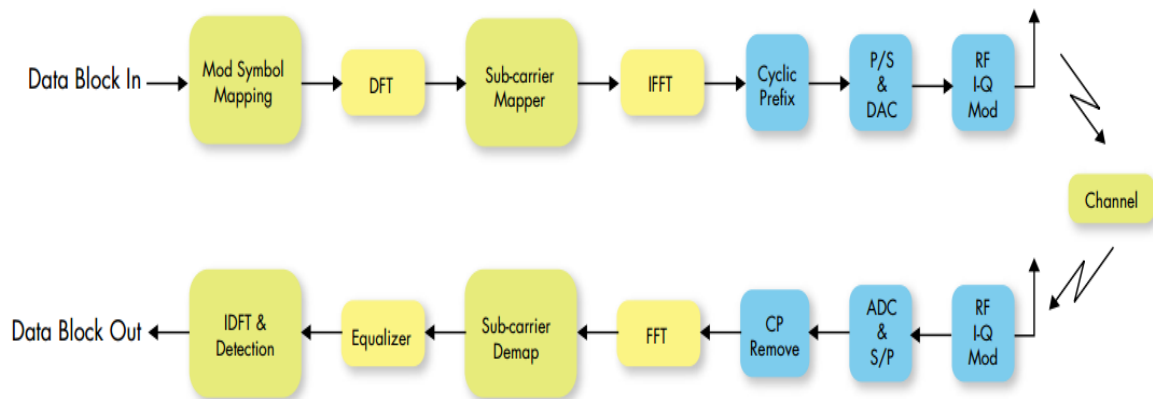 Data Block In
Mod Symbol
Mapping
DFT
Sub-carrier
Mapper
IFFT
Cyclic
Prefix
P/S
&
DAC
RF
I-Q
Mod
Channel
Data Block Out
IDFT &
Detection
Equalizer
Sub-carrier
Demap
FFT
CP
Remove
ADC
&
S/P
RF
I-Q
Mod